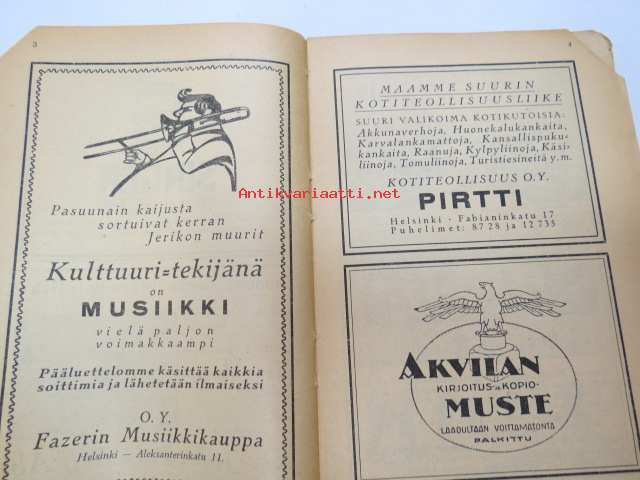 3
Pasuunain kaijusta
sortuivat kerran
Jerikon muurit
Kulttuuri=tekijänä
on
MUSIIKKI
vielä paljon
voimakkaampi
Pääluettelomme käsittää kaikkia
soittimia ja lähetetään ilmaiseksi
O. Y.
Fazerin Musiikkikauppa
Helsinki — Aleksanterinkatu 11.
4
MAAMME SUURIN
KOTITEOLLISUUSLIIKE
SUURI VALIKOIMA KOTIKUTOISIA:
Akkunaverhoja, Huonekalukankaita,
Karvalankamattoja, Kansallispuku-
kankaita, Raanuja, Kylpyliinoja, Käsi-
liinoja, Tomuliinoja, Turistiesineitä y. m.
KOTITEOLLISUUS O.Y.
PIRTTI
Helsinki - Fabianinkatu 17
Puhelimet: 87 28 ja 12 735
AKVILAN
KIRJOITUS- JA KOPIO-
MUSTE
LAADULTAAN VOITTAMATONTA
PALKITTU
Antikvariaatti.net